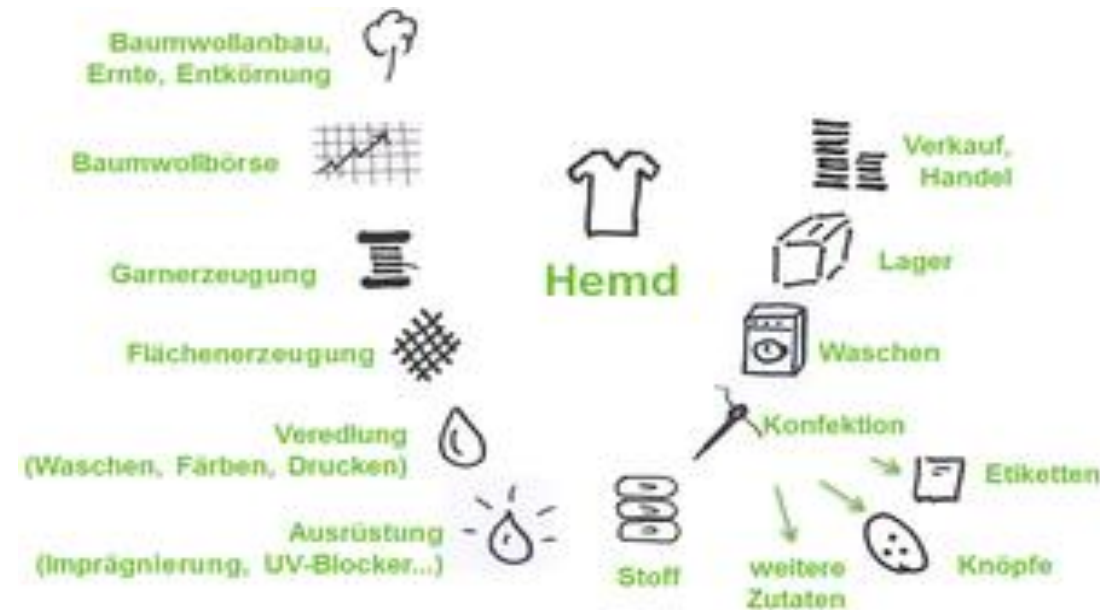 Baumwollanbau,
Ernte, Entkörnung
Baumwollbörse
Garnerzeugung
Flächenerzeugung
Veredlung
(Waschen, Färben, Drucken)
Ausrüstung
(Imprägnierung, UV-Blocker...)
Hemd
Stoff
Verkauf,
Handel
Lager
Waschen
Konfektion
Etiketten
Knöpfe
weitere
Zutaten